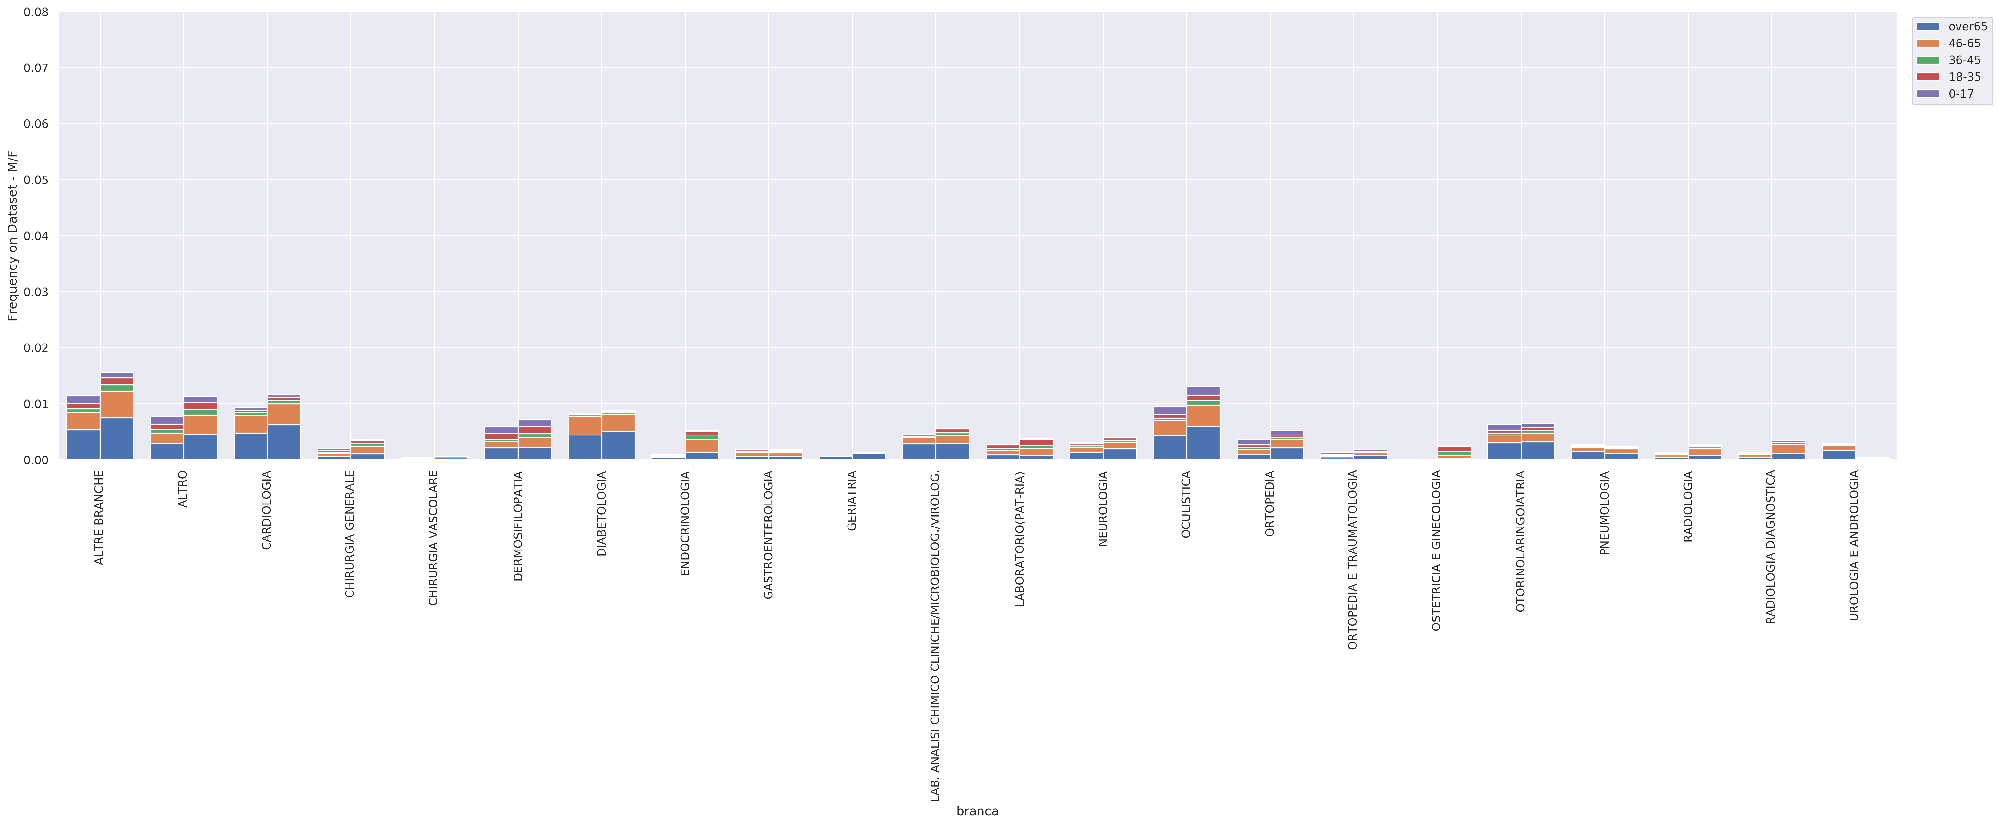 0.08
0.07
0.06
0.05
0.04
0.03
0.02
0.01
0.00
Frequency on Dataset - M/F
over65
46-65
36-45
18-35
0-17
ALTRE BRANCHE
ALTRO
CARDIOLOGIA
CHIRURGIA GENERALE
CHIRURGIA VASCOLARE
DERMOSIFILOPATIA
DIABETOLOGIA
ENDOCRINOLOGIA
GASTROENTEROLOGIA
GERIATRIA
LAB. ANALISI CHIMICO CLINICHE/MICROBIOLOG./VIROLOG.
LABORATORIO(PAT-RIA)
NEUROLOGIA
OCULISTICA
ORTOPEDIA
ORTOPEDIA E TRAUMATOLOGIA
OSTETRICIA E GINECOLOGIA
OTORINOLARINGOIATRIA
PNEUMOLOGIA
RADIOLOGIA
RADIOLOGIA DIAGNOSTICA
UROLOGIA E ANDROLOGIA
branca